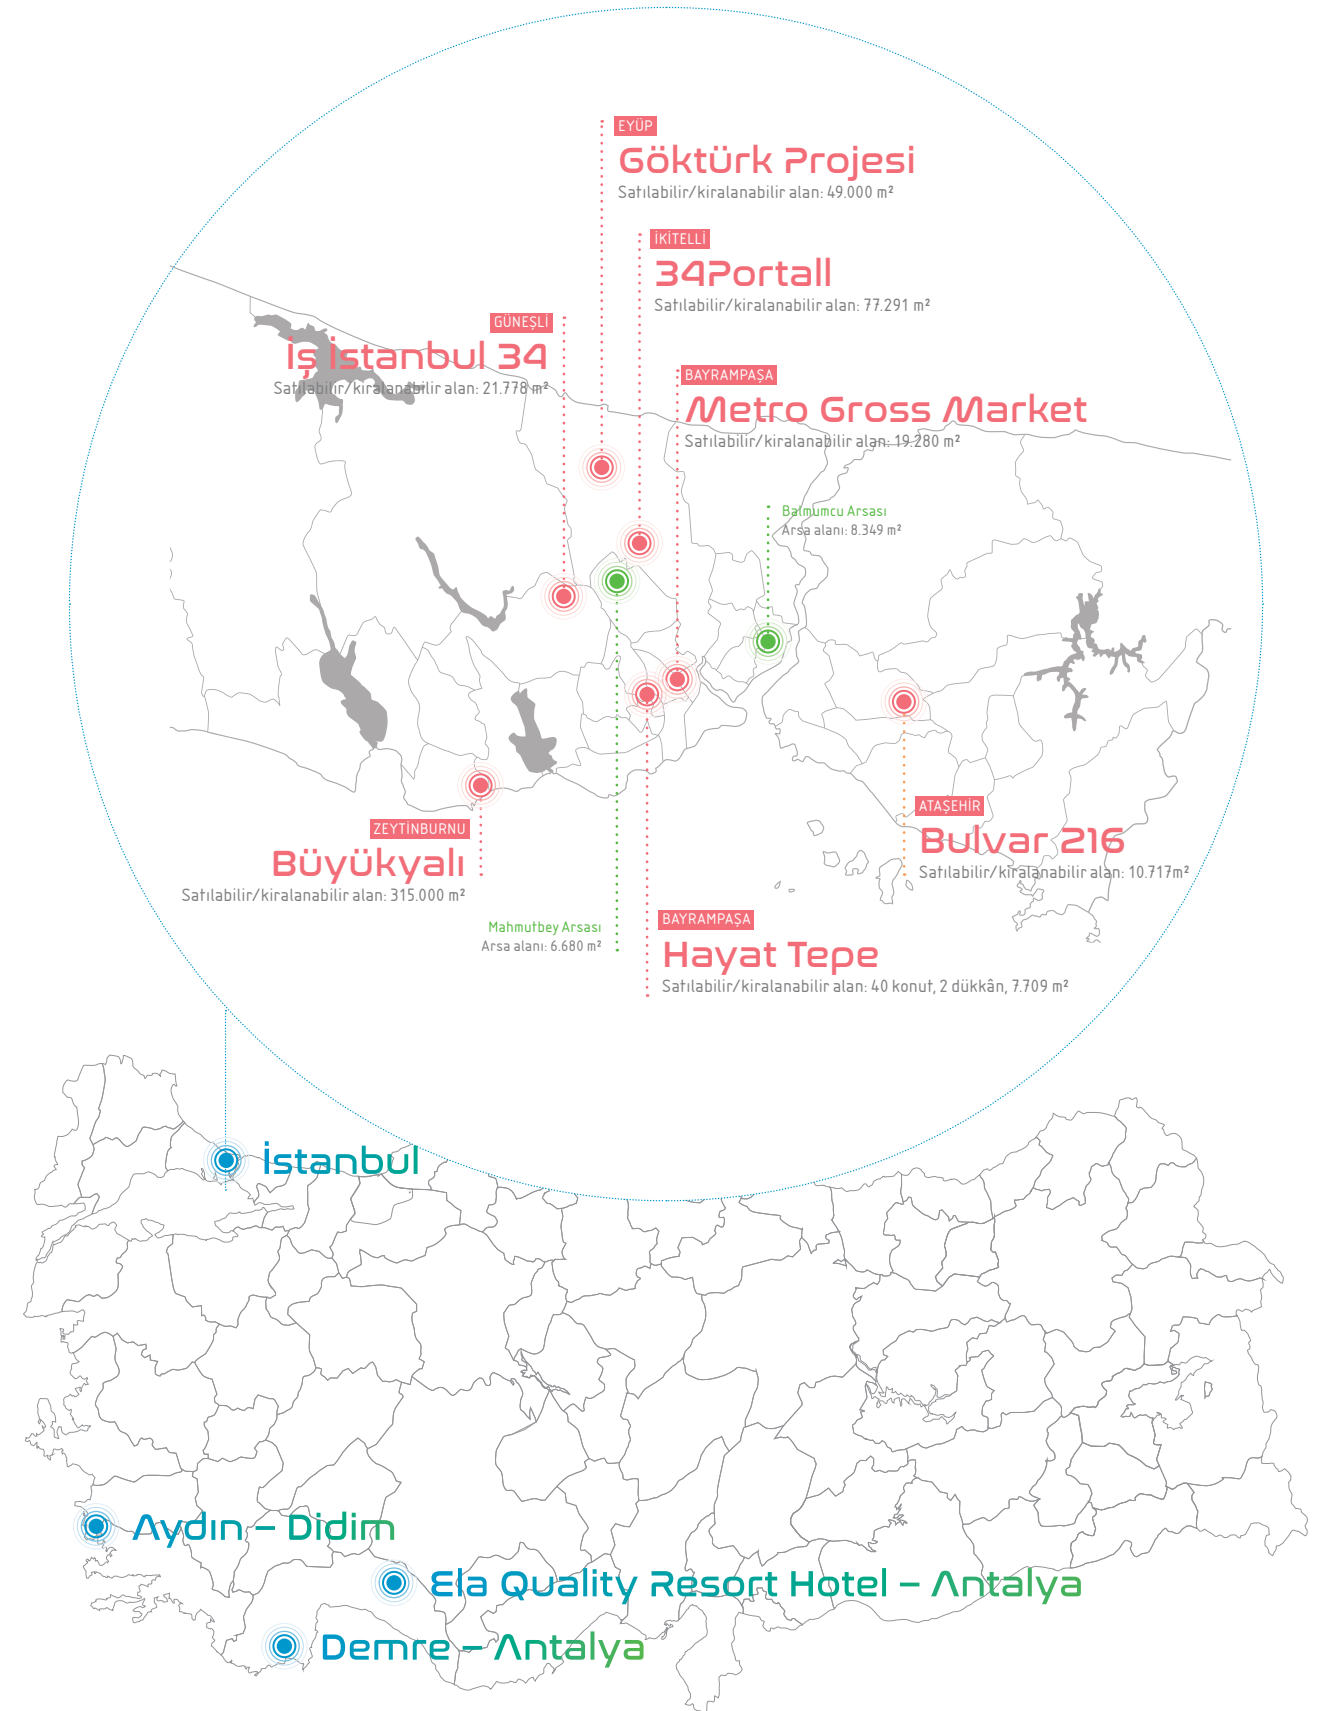 EYÜP
Göktürk Projesi
Satılabilir/kiralanabilir alan: 49.000 m²
İKİTELLİ
34Portall
Satılabilir/kiralanabilir alan: 77.291 m²
GÜNEŞLİ
İş İstanbul 34
Satılabilir/kiralanabilir alan: 21.778 m²
BAYRAMPAŞA
Metro Gross Market
Satılabilir/kiralanabilir alan: 19.280 m²
Balmumcu Arsası
Arsa alanı: 8.349 m²
ATAŞEHİR
Bulvar 216
Satılabilir/kiralanabilir alan: 10.717m²
ZEYTİNBURNU
Büyükyalı
Satılabilir/kiralanabilir alan: 315.000 m²
Mahmutbey Arsası
Arsa alanı: 6.680 m²
BAYRAMPAŞA
Hayat Tepe
Satılabilir/kiralanabilir alan: 40 konut, 2 dükkân, 7.709 m²
İstanbul
Aydın – Didim
Ela Quality Resort Hotel – Antalya
Demre – Antalya